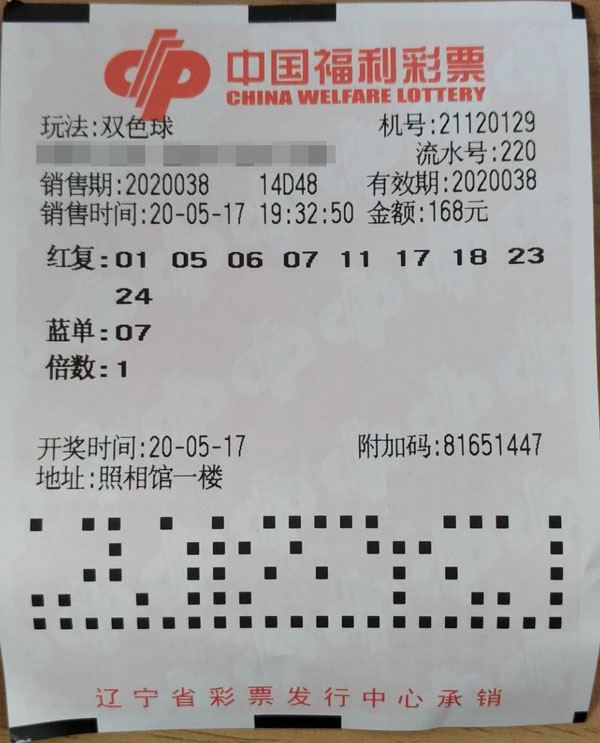 中国福利彩票
CHINA WELFARE LOTTERY
玩法:双色球 机号:21120129
流水号:220
销售期:2020038 14D48 有效期:2020038
销售时间:20-05-17 19:32:50 金额:168元
红复:01 05 06 07 11 17 18 23
24
蓝单:07
倍数:1
开奖时间:20-05-17 附加码:81651447
地址:照相馆一楼
辽宁省彩票发行中心承销